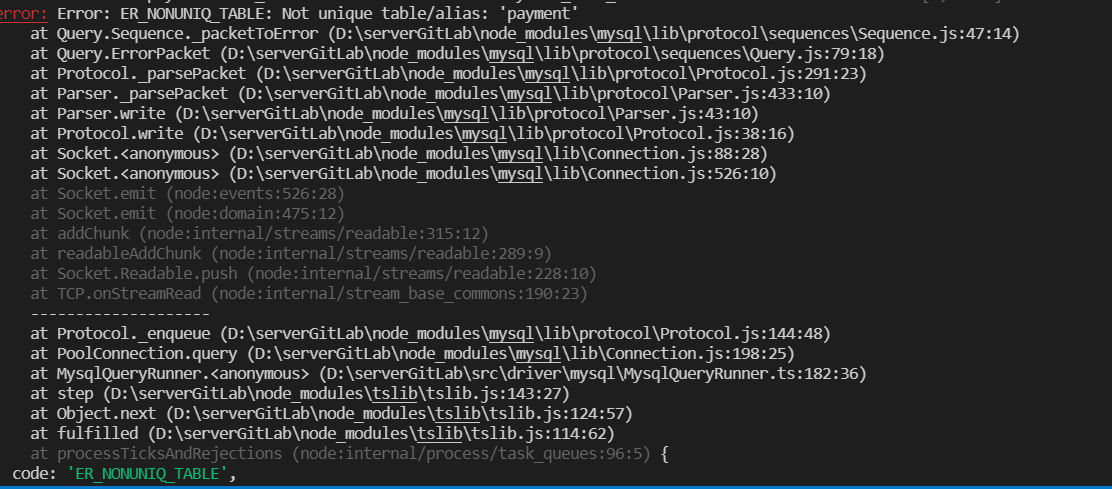 error: Error: ER_NONUNIQ_TABLE: Not unique table/alias: 'payment'
at Query.Sequence._packetToError (D:\serverGitLab\node_modules\mysql\lib\protocol\sequences\Sequence.js:47:14)
at Query.ErrorPacket (D:\serverGitLab\node_modules\mysql\lib\protocol\sequences\Query.js:79:18)
at Protocol._parsePacket (D:\serverGitLab\node_modules\mysql\lib\protocol\Protocol.js:291:23)
at Parser._parsePacket (D:\serverGitLab\node_modules\mysql\lib\protocol\Parser.js:433:10)
at Parser.write (D:\serverGitLab\node_modules\mysql\lib\protocol\Parser.js:43:10)
at Protocol.write (D:\serverGitLab\node_modules\mysql\lib\protocol\Protocol.js:38:16)
at Socket.<anonymous> (D:\serverGitLab\node_modules\mysql\lib\Connection.js:88:28)
at Socket.<anonymous> (D:\serverGitLab\node_modules\mysql\lib\Connection.js:526:10)
at Socket.emit (node:events:526:28)
at Socket.emit (node:domain:475:12)
at addChunk (node:internal/streams/readable:315:12)
at readableAddChunk (node:internal/streams/readable:289:9)
at Socket.Readable.push (node:internal/streams/readable:228:10)
at TCP.onStreamRead (node:internal/stream_base_commons:190:23)
--------------------
at Protocol._enqueue (D:\serverGitLab\node_modules\mysql\lib\protocol\Protocol.js:144:48)
at PoolConnection.query (D:\serverGitLab\node_modules\mysql\lib\Connection.js:198:25)
at MysqlQueryRunner.<anonymous> (D:\serverGitLab\src\driver\mysql\MysqlQueryRunner.ts:182:36)
at step (D:\serverGitLab\node_modules\tslib\tslib.js:143:27)
at Object.next (D:\serverGitLab\node_modules\tslib\tslib.js:124:57)
at fulfilled (D:\serverGitLab\node_modules\tslib\tslib.js:114:62)
at processTicksAndRejections (node:internal/process/task_queues:96:5) {
code: 'ER_NONUNIQ_TABLE',